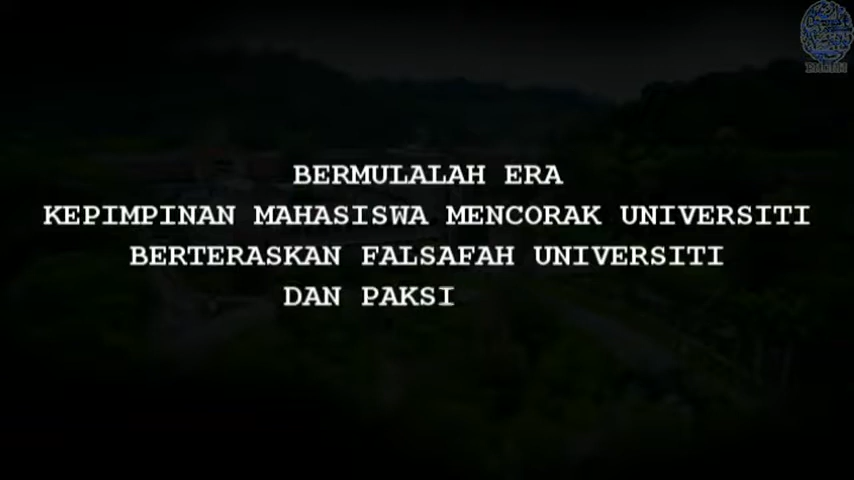 BERMULALAH ERA
KEPIMPINAN MAHASISWA MENCORAK UNIVERSITI
BERTERASKAN FALSAFAH UNIVERSITI
DAN PAKSI